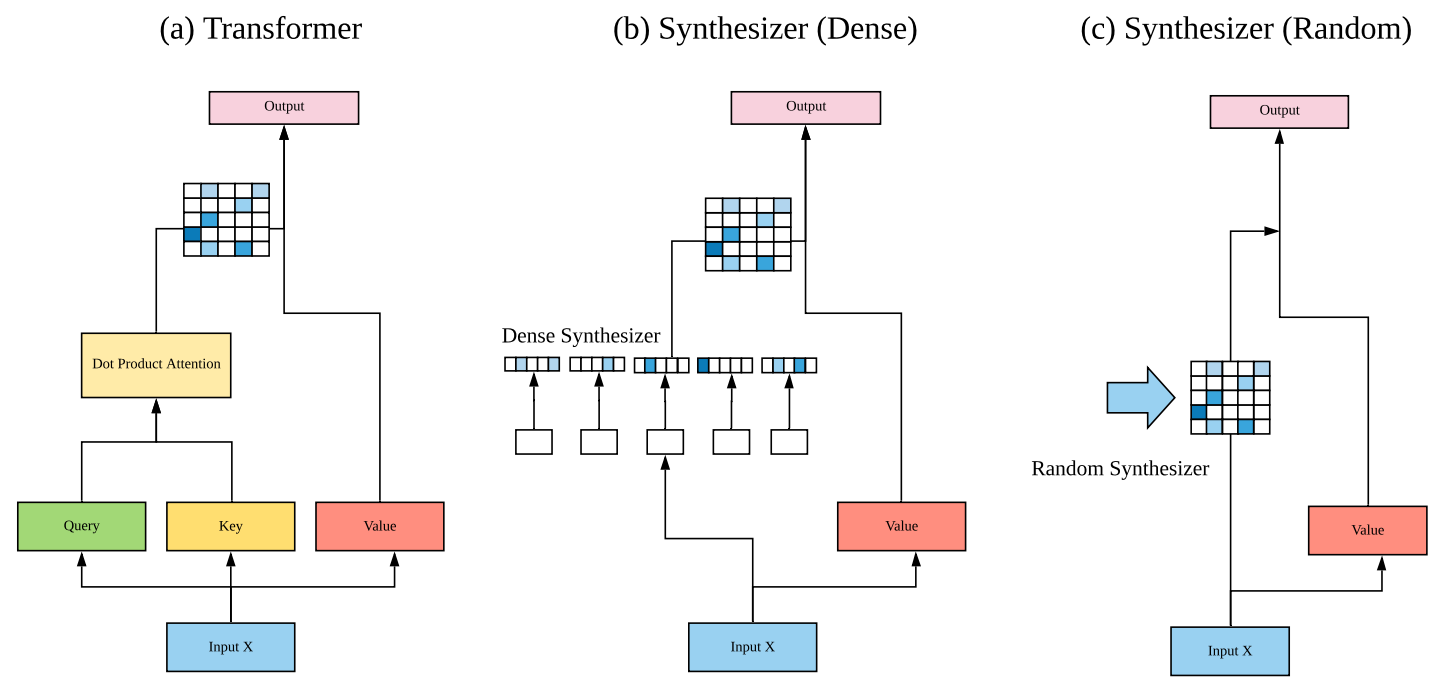 (a) Transformer
Output
Dot Product Attention
Query
Key
Value
Input X
(b) Synthesizer (Dense)
Output
Dense Synthesizer
Value
Input X
(c) Synthesizer (Random)
Output
Random Synthesizer
Value
Input X